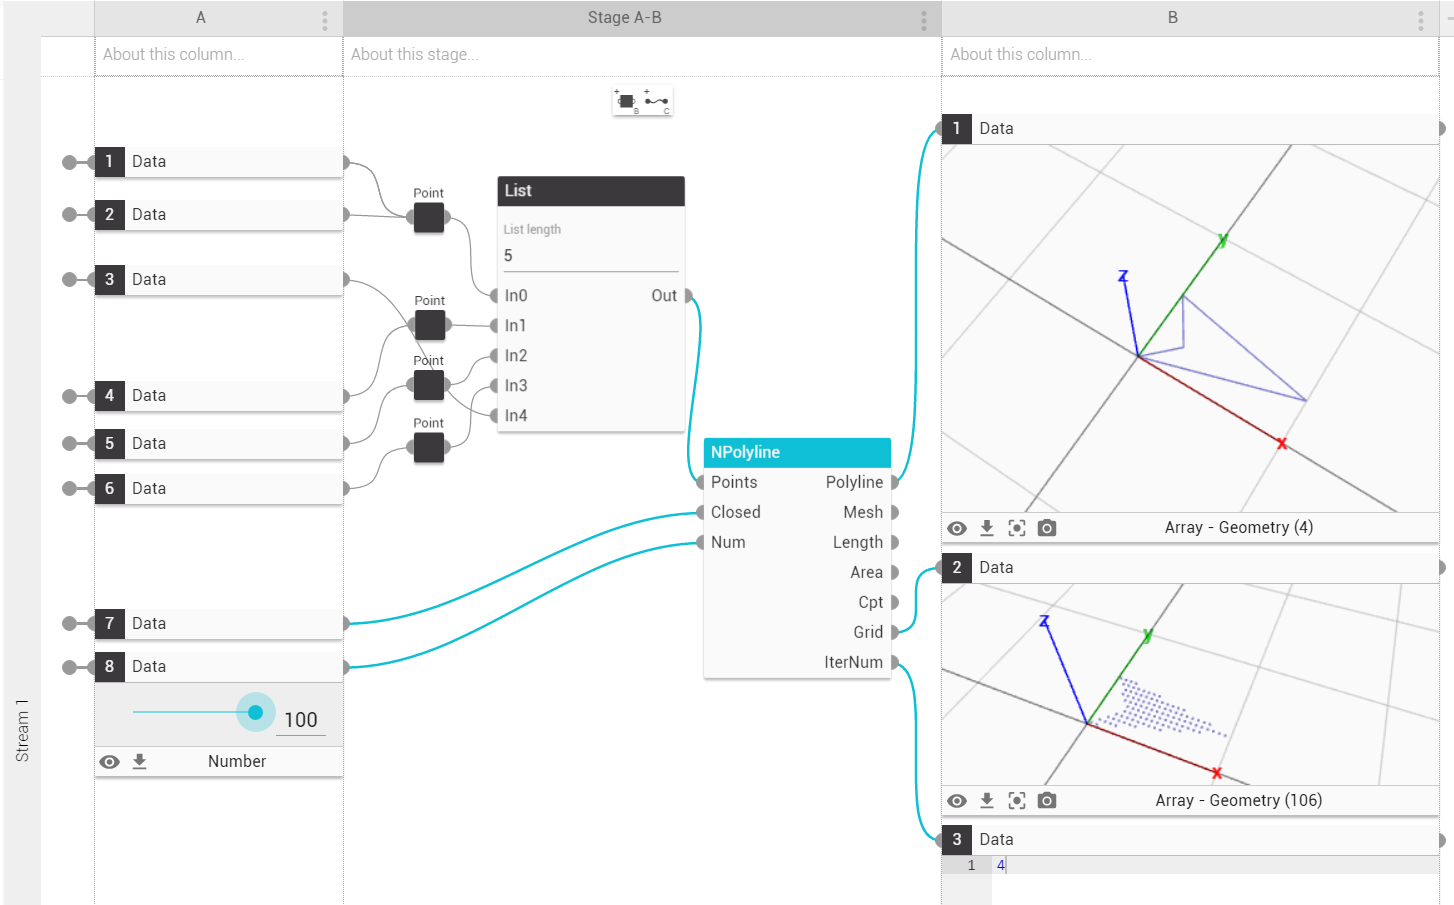 A
Stage A-B
B
About this column...
About this stage...
About this column...
+ +
B C
1 Data
2 Data
3 Data
4 Data
5 Data
6 Data
7 Data
8 Data
100
Number
Stream 1
Point
Point
Point
Point
List
List length
5
In0 Out
In1
In2
In3
In4
NPolyline
Points Polyline
Closed Mesh
Num Length
Area
Cpt
Grid
IterNum
1 Data
y
z
x
Array - Geometry (4)
2 Data
z
y
x
Array - Geometry (106)
3 Data
1 4